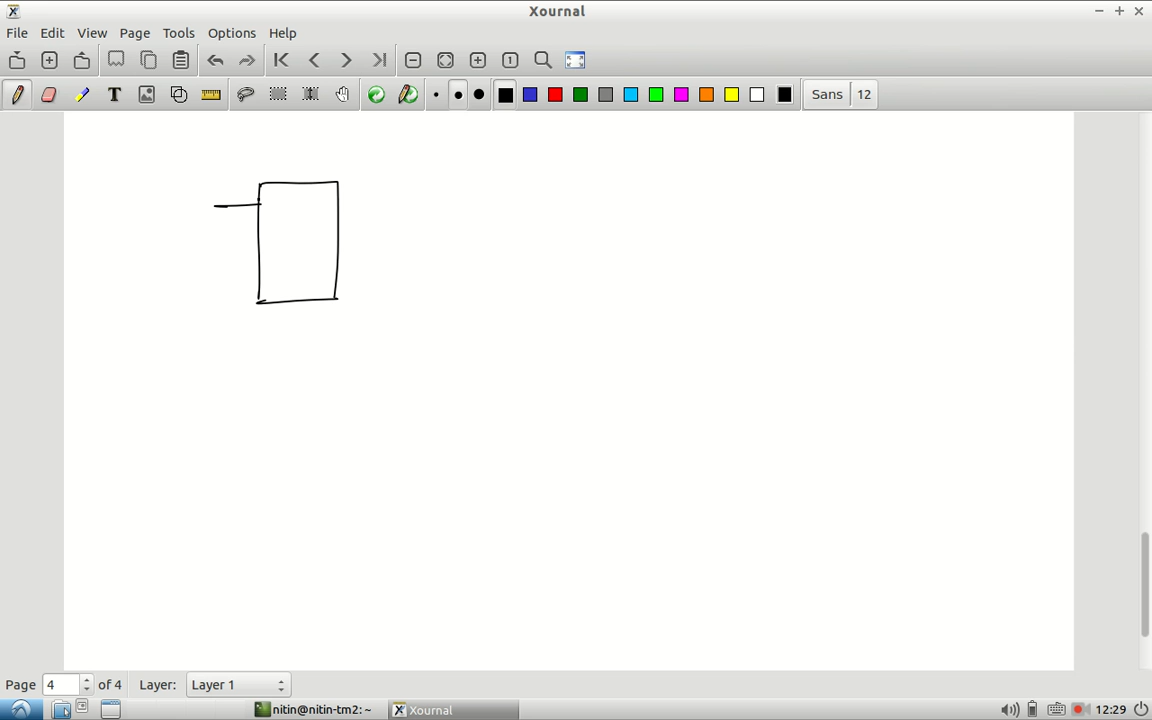 Xournal
File Edit View Page Tools Options Help
1
T Sans 12
Page 4 of 4 Layer: Layer 1
nitin@nitin-tm2: ~ Xournal 12:29